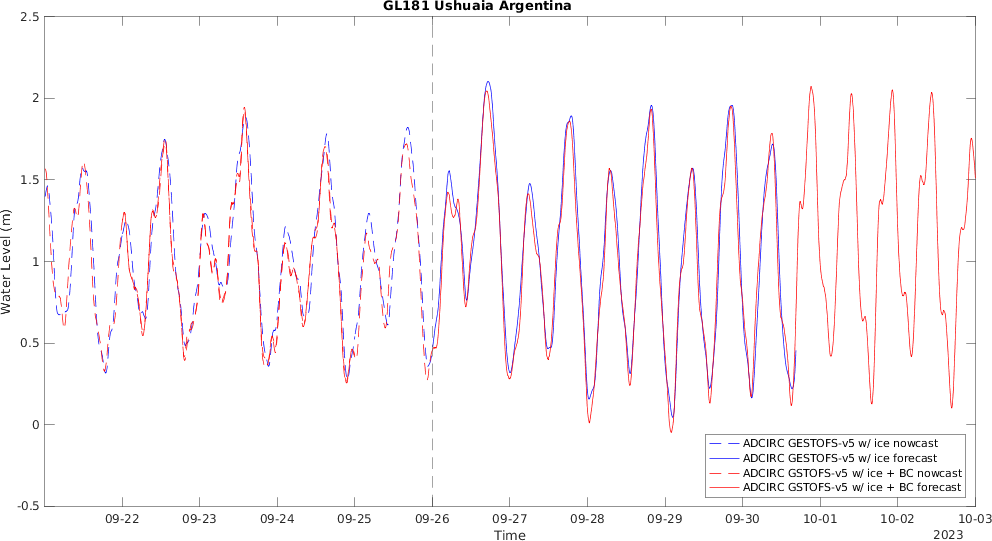 GL181 Ushuaia Argentina
2.5
2
1.5
1
0.5
0
-0.5
Water Level (m)
ADCIRC GESTOFS-v5 w/ ice nowcast
ADCIRC GESTOFS-v5 w/ ice forecast
ADCIRC GSTOFS-v5 w/ ice + BC nowcast
ADCIRC GSTOFS-v5 w/ ice + BC forecast
09-22 09-23 09-24 09-25 09-26 09-27 09-28 09-29 09-30 10-01 10-02 10-03
Time
2023